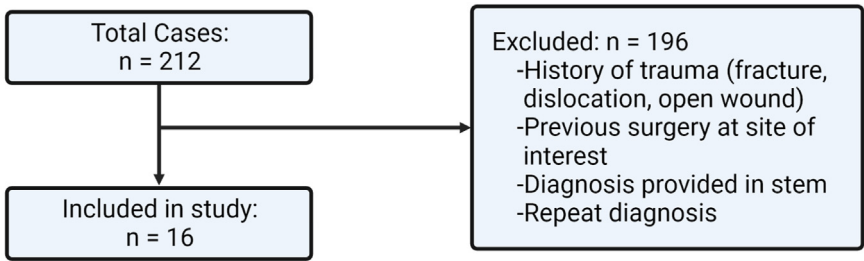 Total Cases:
n = 212
Excluded: n = 196
-History of trauma (fracture,
dislocation, open wound)
-Previous surgery at site of
interest
-Diagnosis provided in stem
-Repeat diagnosis
Included in study:
n = 16